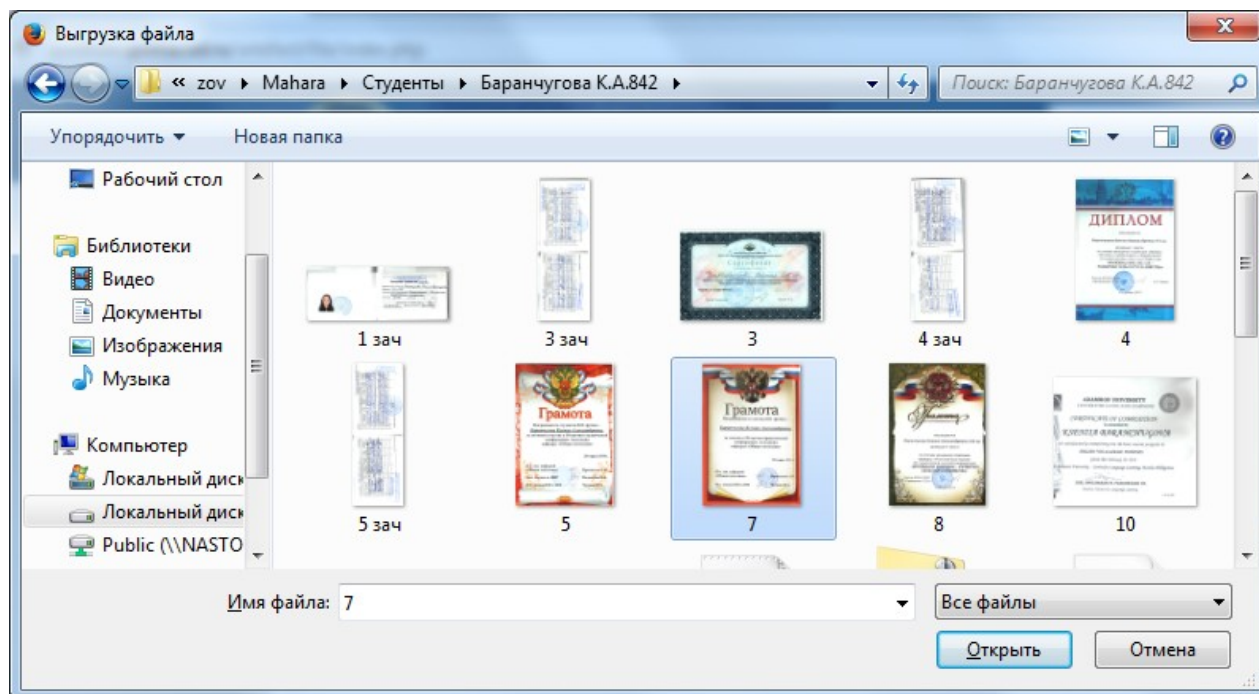 Выгрузка файла
« zov Mahara Студенты Баранчугова К.А.842
Поиск: Баранчугова К.А.842
Упорядочить Новая папка
Рабочий стол
Библиотеки
Видео
Документы
Изображения
Музыка
Компьютер
Локальный диск
Локальный диск
Public (\\NASTO
ДИПЛОМ
1 зач
3 зач
3
4 зач
4
Грамота
Грамота
ADAMSON UNIVERSITY
5 зач
5
7
8
10
Имя файла: 7
Все файлы
Открыть
Отмена